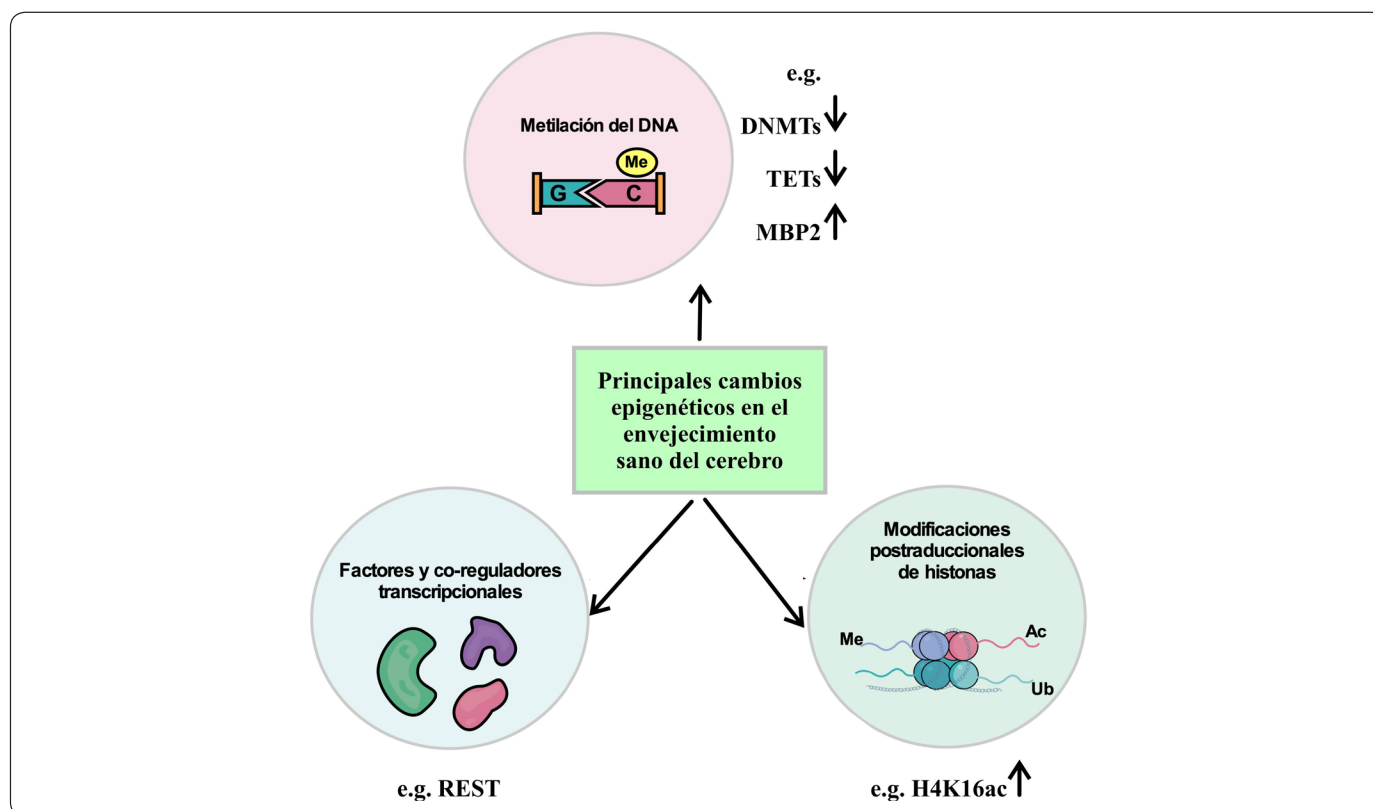 e.g.
Metilación del DNA
Me
G
C
DNMTs
TETs
MBP2
Principales cambios
epigenéticos en el
envejecimiento
sano del cerebro
Factores y co-reguladores
transcripcionales
e.g. REST
Modificaciones
postraduccionales
de histonas
Me
Ac
Ub
e.g. H4K16ac